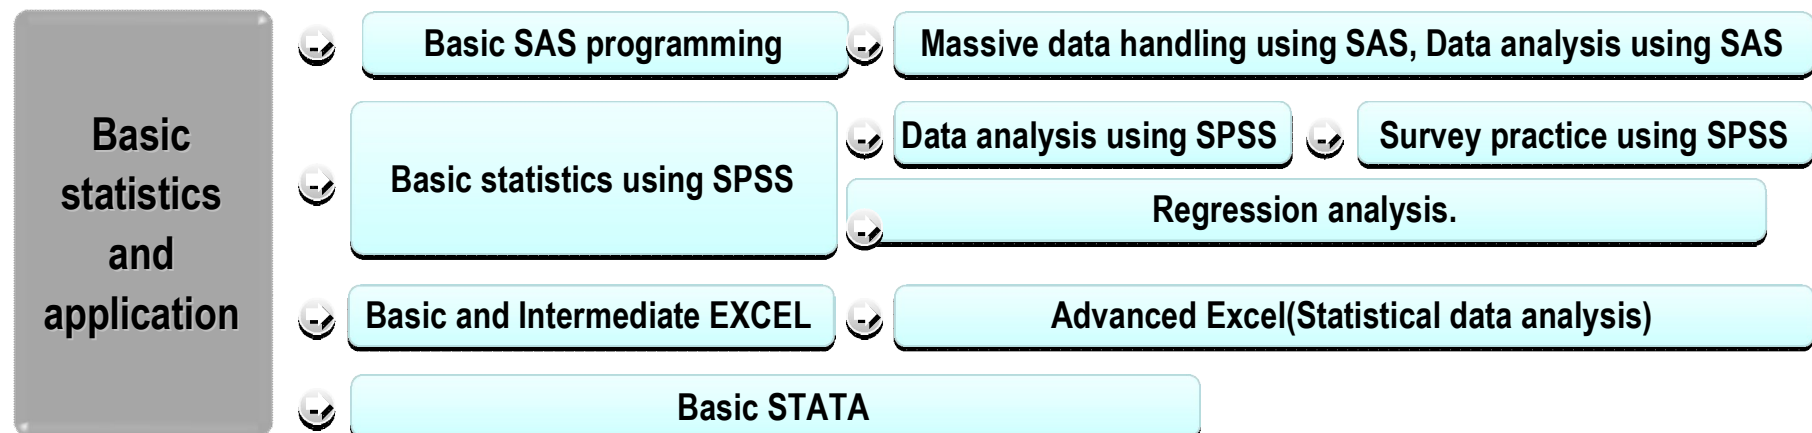 Basic
statistics
and
application
Basic SAS programming
Massive data handling using SAS, Data analysis using SAS
Basic statistics using SPSS
Data analysis using SPSS
Survey practice using SPSS
Regression analysis.
Basic and Intermediate EXCEL
Advanced Excel(Statistical data analysis)
Basic STATA